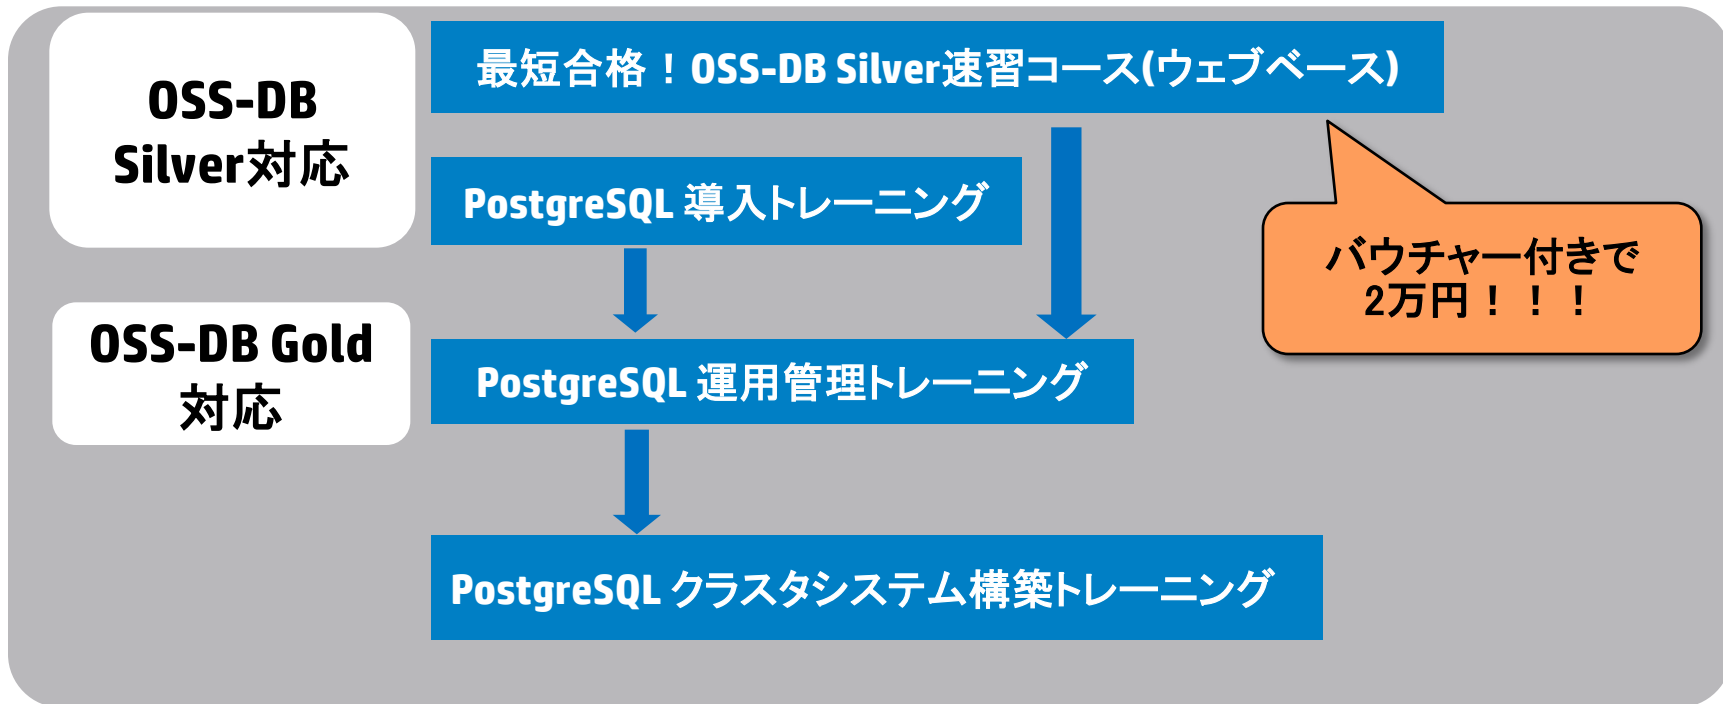 OSS-DB
Silver対応
最短合格！OSS-DB Silver速習コース(ウェブベース)
PostgreSQL 導入トレーニング
バウチャー付きで
2万円！！！
OSS-DB Gold
対応
PostgreSQL 運用管理トレーニング
PostgreSQL クラスタシステム構築トレーニング